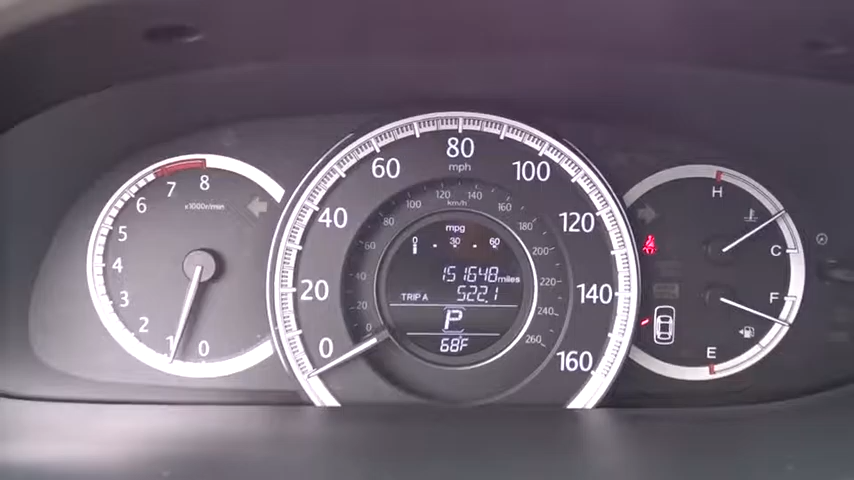 8
7
6
5
4
3
2
1
0
x1000r/min
80
mph
60
100
40
120
20
140
0
160
120
140
100
160
km/h
80
180
60
200
40
220
20
240
0
260
mpg
0 30 60
151648 miles
TRIP A 522.1
P
68°F
H
C
F
E